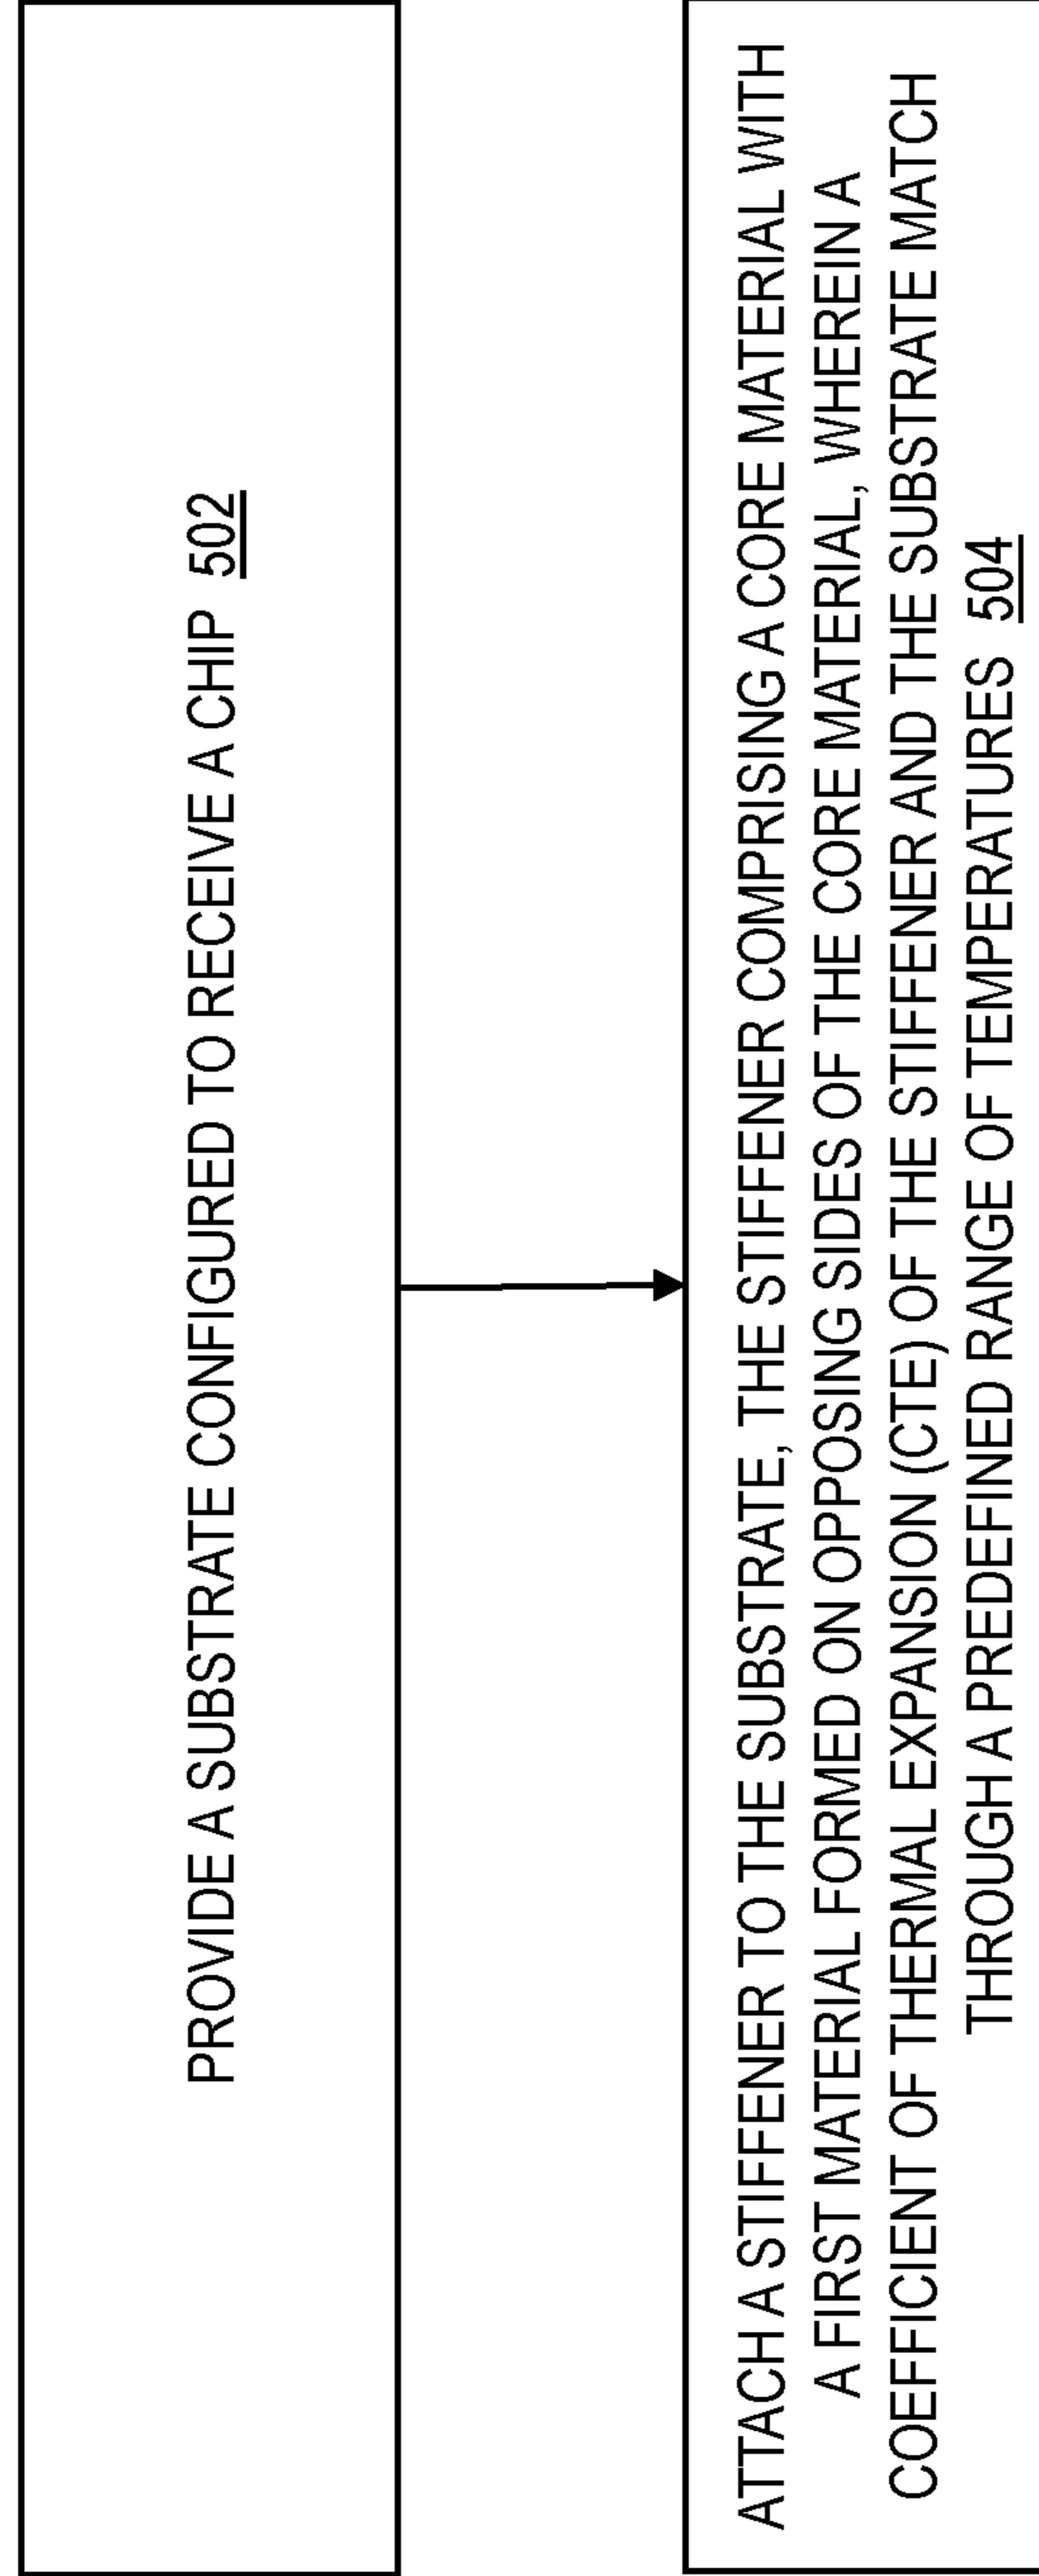 PROVIDE A SUBSTRATE CONFIGURED TO RECEIVE A CHIP 502
ATTACH A STIFFENER TO THE SUBSTRATE, THE STIFFENER COMPRISING A CORE MATERIAL WITH
A FIRST MATERIAL FORMED ON OPPOSING SIDES OF THE CORE MATERIAL, WHEREIN A
COEFFICIENT OF THERMAL EXPANSION (CTE) OF THE STIFFENER AND THE SUBSTRATE MATCH
THROUGH A PREDEFINED RANGE OF TEMPERATURES 504